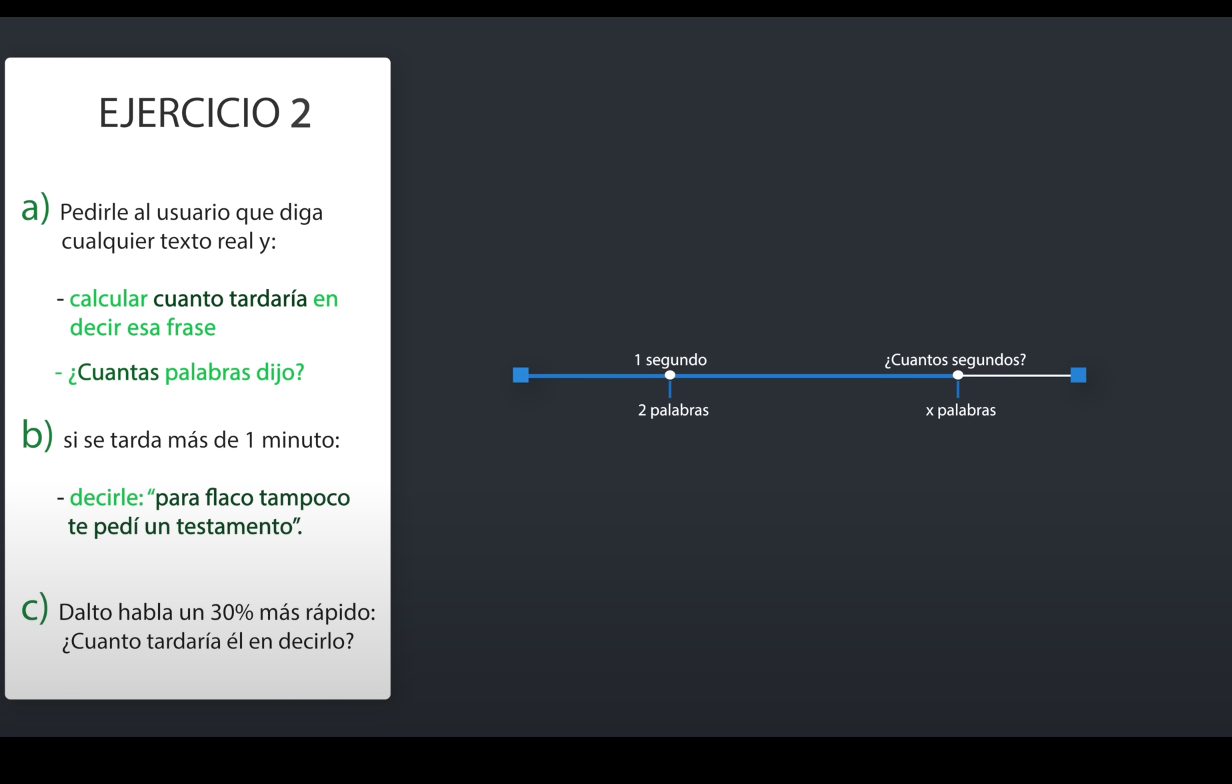 EJERCICIO 2
a) Pedirle al usuario que diga
cualquier texto real y:
- calcular cuanto tardaría en
decir esa frase
- ¿Cuantas palabras dijo?
b) si se tarda más de 1 minuto:
- decirle: “para flaco tampoco
te pedí un testamento”.
c) Dalto habla un 30% más rápido:
¿Cuanto tardaría él en decirlo?
1 segundo
2 palabras
¿Cuantos segundos?
x palabras